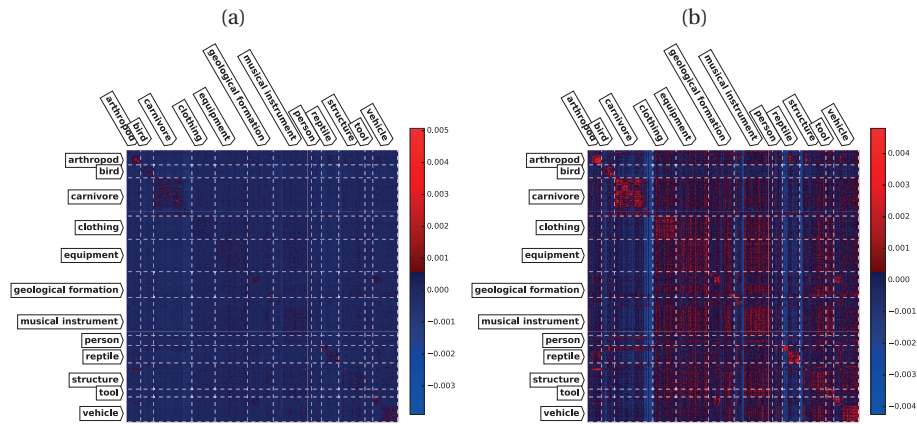 (a)
(b)
arthropod
bird
carnivore
clothing
equipment
geological formation
musical instrument
person
reptile
structure
tool
vehicle
arthropod
bird
carnivore
clothing
equipment
geological formation
musical instrument
person
reptile
structure
tool
vehicle
0.005
0.004
0.003
0.002
0.001
0.000
−0.001
−0.002
−0.003
arthropod
bird
carnivore
clothing
equipment
geological formation
musical instrument
person
reptile
structure
tool
vehicle
arthropod
bird
carnivore
clothing
equipment
geological formation
musical instrument
person
reptile
structure
tool
vehicle
0.004
0.003
0.002
0.001
0.000
−0.001
−0.002
−0.003
−0.004